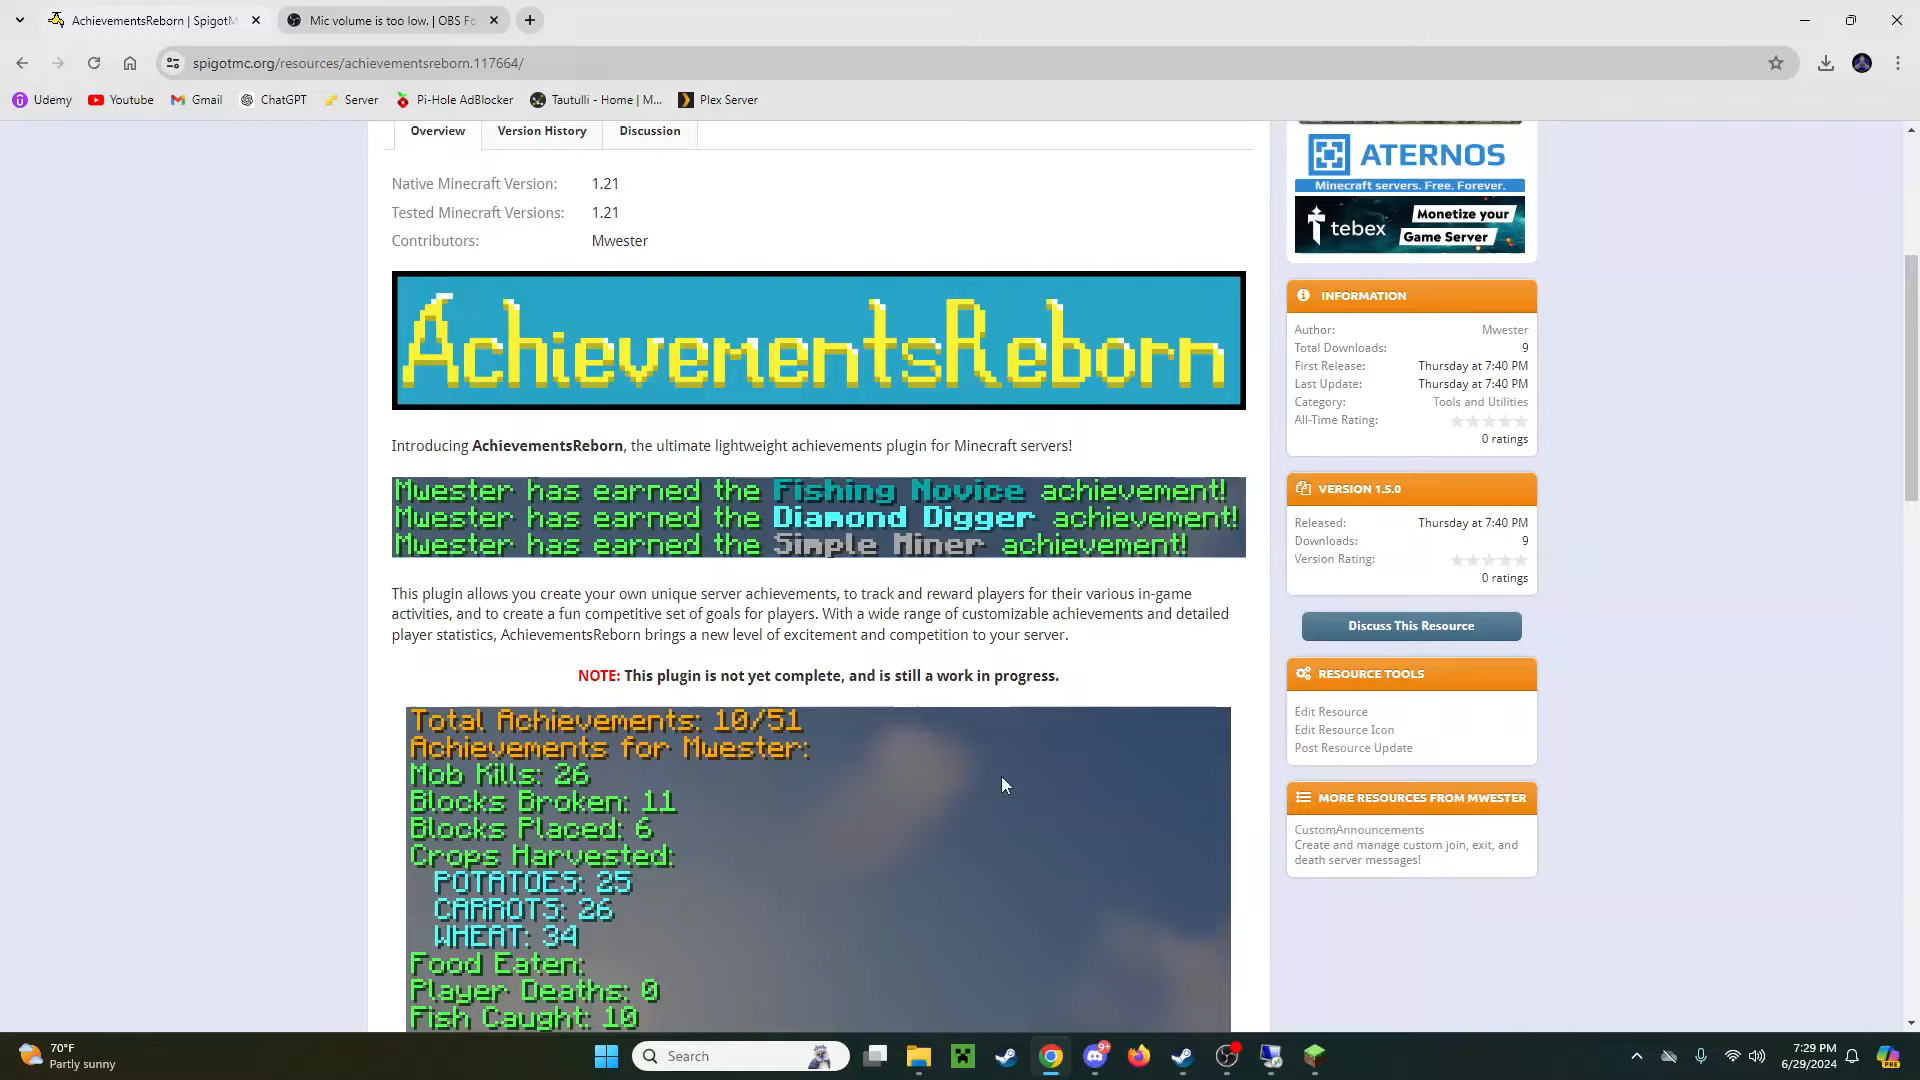 AchievementsReborn | SpigotM
Mic volume is too low. | OBS Fo
spigotmc.org/resources/achievementsreborn.117664/
Udemy
Youtube
Gmail
ChatGPT
Server
Pi-Hole AdBlocker
Tautulli - Home | M...
Plex Server
Overview
Version History
Discussion
Native Minecraft Version: 1.21
Tested Minecraft Versions: 1.21
Contributors: Mwester
AchievementsReborn
Introducing AchievementsReborn, the ultimate lightweight achievements plugin for Minecraft servers!
Mwester has earned the Fishing Novice achievement!
Mwester has earned the Diamond Digger achievement!
Mwester has earned the Simple Miner achievement!
This plugin allows you create your own unique server achievements, to track and reward players for their various in-game
activities, and to create a fun competitive set of goals for players. With a wide range of customizable achievements and detailed
player statistics, AchievementsReborn brings a new level of excitement and competition to your server.
NOTE: This plugin is not yet complete, and is still a work in progress.
Total Achievements: 10/51
Achievements for Mwester:
Mob Kills: 26
Blocks Broken: 11
Blocks Placed: 6
Crops Harvested:
POTATOES: 25
CARROTS: 26
WHEAT: 34
Food Eaten:
Player Deaths: 0
Fish Caught: 10
ATERNOS
Minecraft servers. Free. Forever.
tebex
Monetize your
Game Server
INFORMATION
Author: Mwester
Total Downloads: 9
First Release: Thursday at 7:40 PM
Last Update: Thursday at 7:40 PM
Category: Tools and Utilities
All-Time Rating:
0 ratings
VERSION 1.5.0
Released: Thursday at 7:40 PM
Downloads: 9
Version Rating:
0 ratings
Discuss This Resource
RESOURCE TOOLS
Edit Resource
Edit Resource Icon
Post Resource Update
MORE RESOURCES FROM MWESTER
CustomAnnouncements
Create and manage custom join, exit, and
death server messages!
70°F
Partly sunny
Search
9+
PRE
7:29 PM
6/29/2024